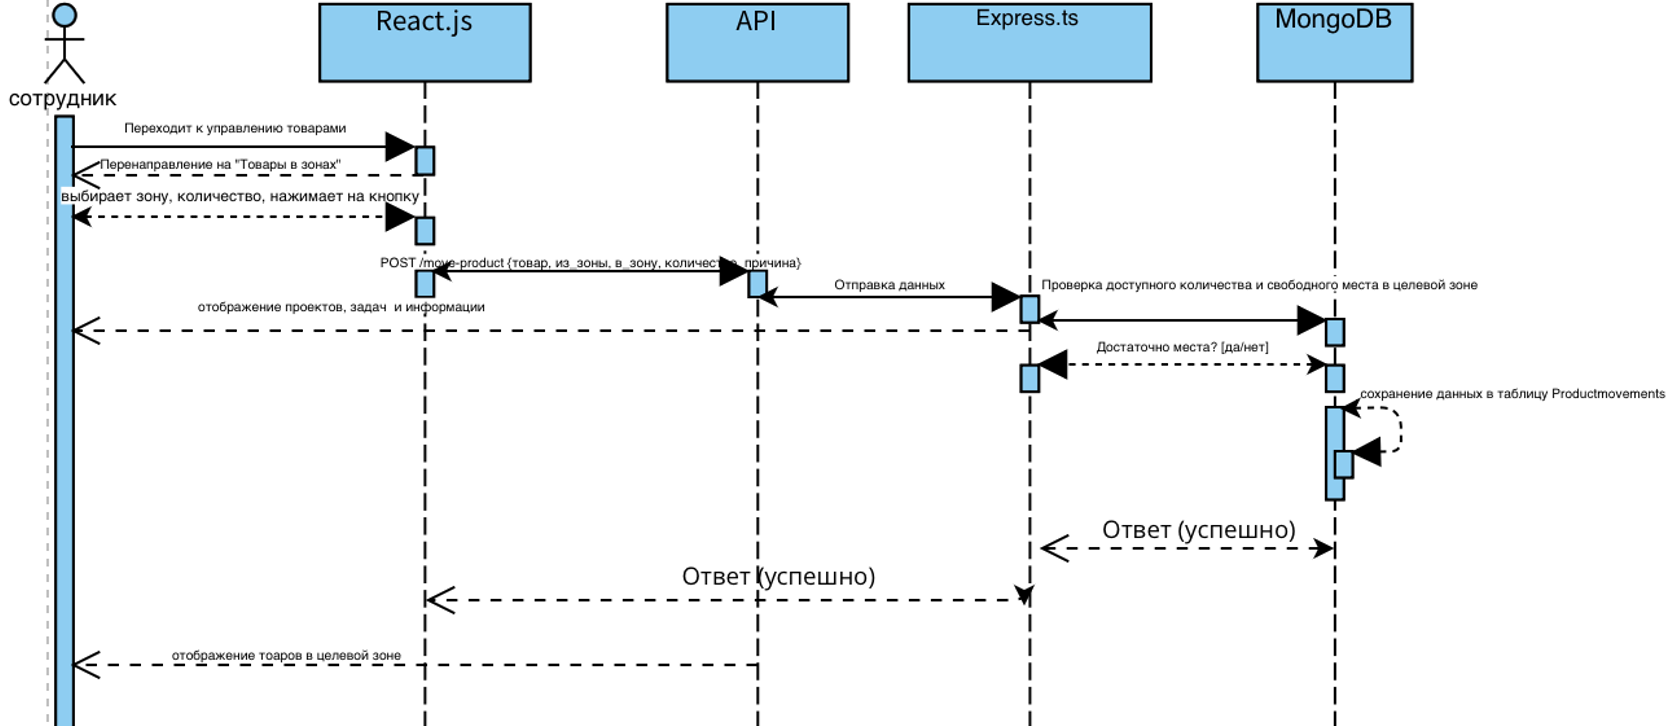 React.js
API
Express.ts
MongoDB
сотрудник
Переходит к управлению товарами
Перенаправление на "Товары в зонах"
выбирает зону, количество, нажимает на кнопку
POST /move-product {товар, из_зоны, в_зону, количество, причина}
Отправка данных
Проверка доступного количества и свободного места в целевой зоне
отображение проектов, задач и информации
Достаточно места? [да/нет]
сохранение данных в таблицу Productmovements
Ответ (успешно)
Ответ (успешно)
отображение тоаров в целевой зоне